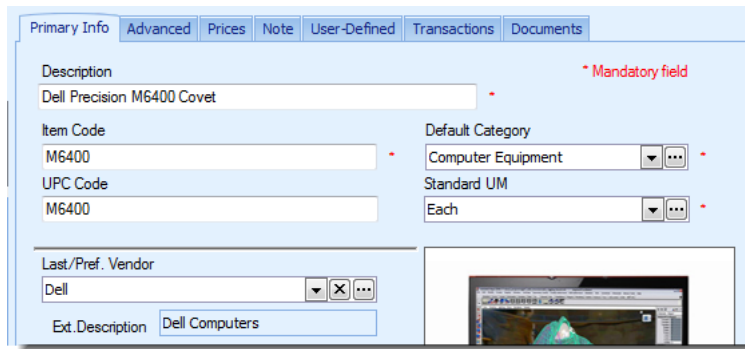 Primary Info Advanced Prices Note User-Defined Transactions Documents
Description * Mandatory field
Dell Precision M6400 Covet *
Item Code Default Category
M6400 * Computer Equipment *
UPC Code Standard UM
M6400 Each *
Last/Pref. Vendor
Dell
Ext.Description Dell Computers